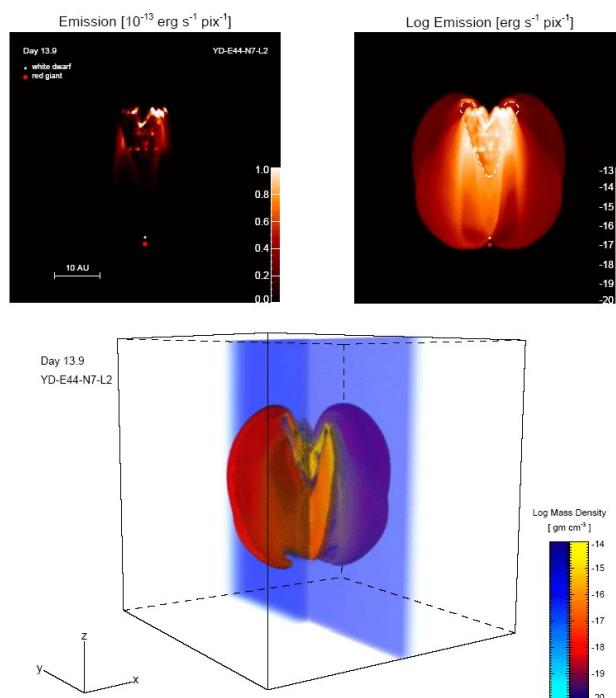 Emission [10⁻¹³ erg s⁻¹ pix⁻¹]
Log Emission [erg s⁻¹ pix⁻¹]
Day 13.9
YD-E44-N7-L2
white dwarf
red giant
1.0
0.8
0.6
0.4
0.2
0.0
10 AU
-13
-14
-15
-16
-17
-18
-19
-20
Day 13.9
YD-E44-N7-L2
Log Mass Density
[ gm cm⁻³ ]
-14
-15
-16
-17
-18
-19
-20
z
y
x